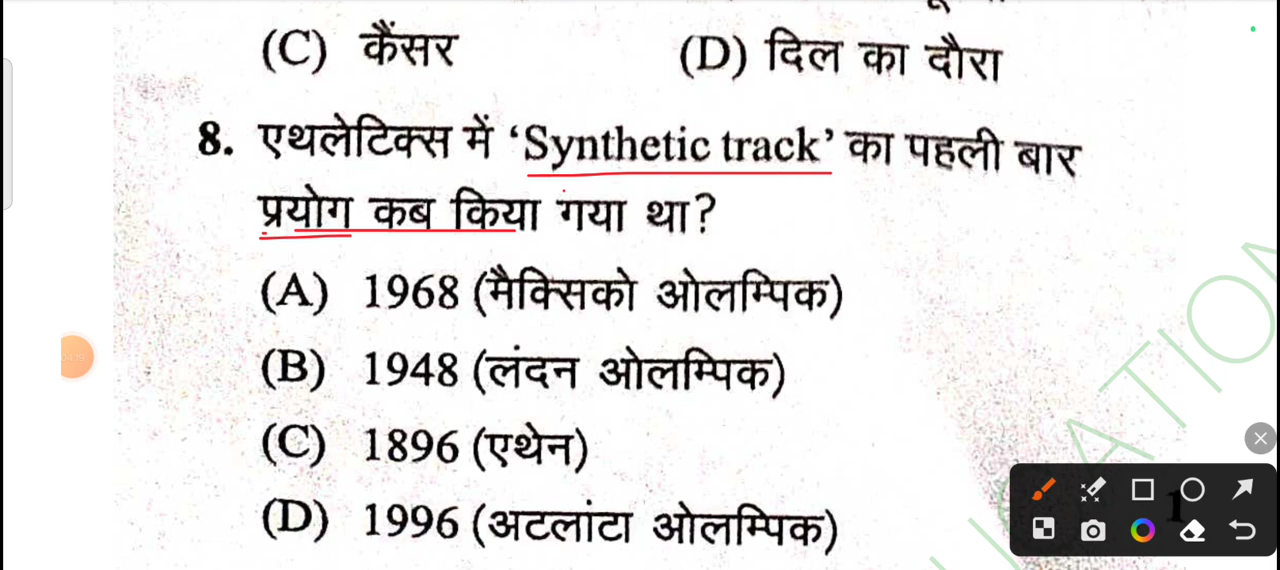 (C) कैंसर (D) दिल का दौरा
8. एथलेटिक्स में ‘Synthetic track’ का पहली बार
प्रयोग कब किया गया था?
(A) 1968 (मैक्सिको ओलम्पिक)
(B) 1948 (लंदन ओलम्पिक)
(C) 1896 (एथेन)
(D) 1996 (अटलांटा ओलम्पिक)